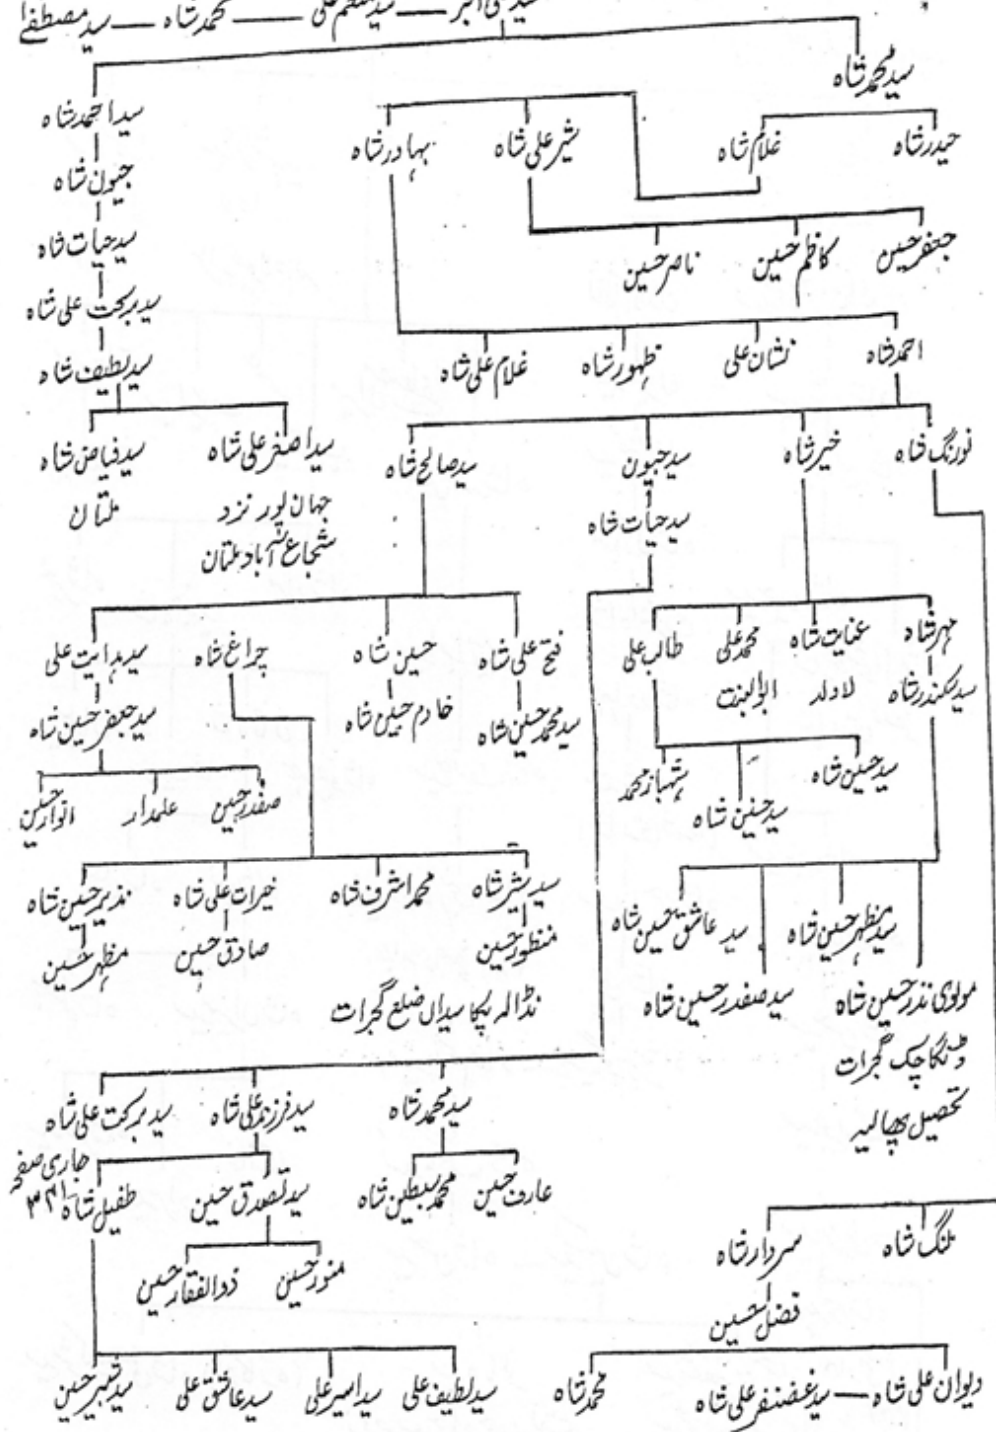 محمد شاہ — سید مصطفےٰ
سید محمد شاہ
سید احمد شاہ
حیدر شاہ غلام شاہ شیر علی شاہ بہادر شاہ
جیون شاہ
سید حیات شاہ
جعفر حسین کاظم حسین ناصر حسین
سید برکت علی شاہ
احمد شاہ نشان علی ظہور شاہ غلام علی شاہ
سید لطیف شاہ
نورنگ شاہ خیر شاہ سید جیون سید صالح شاہ سید اصغر علی شاہ سید فیاض شاہ
سید حیات شاہ جہان پور نزد ملتان
شجاع آباد ملتان
مہر شاہ عنایت شاہ محمد علی طالب علی فتح علی شاہ حسین شاہ چراغ شاہ سید ہدایت علی
سید سکندر شاہ لاولد ابوالبنت سید محمد حسین شاہ خادم حسین شاہ سید جعفر حسین شاہ
سید حسین شاہ سید حسنین شاہ شہباز محمد صفدر حسین علمدار انوار حسین
سید بشیر شاہ محمد اشرف شاہ خیرات علی شاہ نذیر حسین شاہ
سید مظہر حسین شاہ سید عاشق حسین شاہ منظور حسین صادق حسین مظہر حسین
مولوی نذر حسین شاہ سید صفدر حسین شاہ سیداں ضلع گجرات
چک گجرات
تحصیل پھالیہ
سید محمد شاہ سید فرزند علی شاہ سید برکت علی شاہ
جاری صفحہ
عارف حسین محمد سبطین شاہ سید تصدق حسین طفیل شاہ
ملنگ شاہ سردار شاہ منور حسین ذوالفقار حسین
فضل حسین
دیوان علی شاہ — سید غضنفر علی شاہ محمد شاہ سید لطیف علی سید امیر علی سید عاشق علی سید شبیر حسین